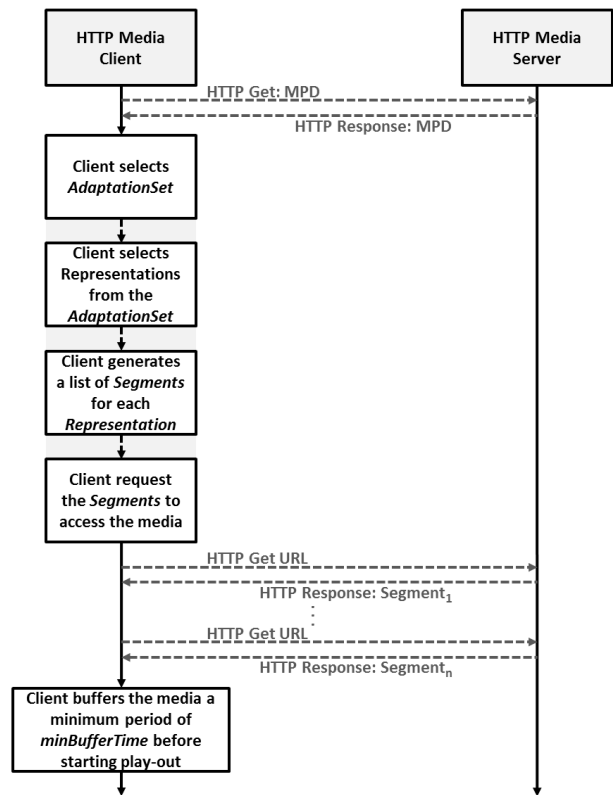 HTTP Media
Client
HTTP Media
Server
HTTP Get: MPD
HTTP Response: MPD
Client selects
AdaptationSet
Client selects
Representations
from the
AdaptationSet
Client generates
a list of Segments
for each
Representation
Client request
the Segments to
access the media
HTTP Get URL
HTTP Response: Segment1
HTTP Get URL
HTTP Response: Segmentn
Client buffers the media a
minimum period of
minBufferTime before
starting play-out